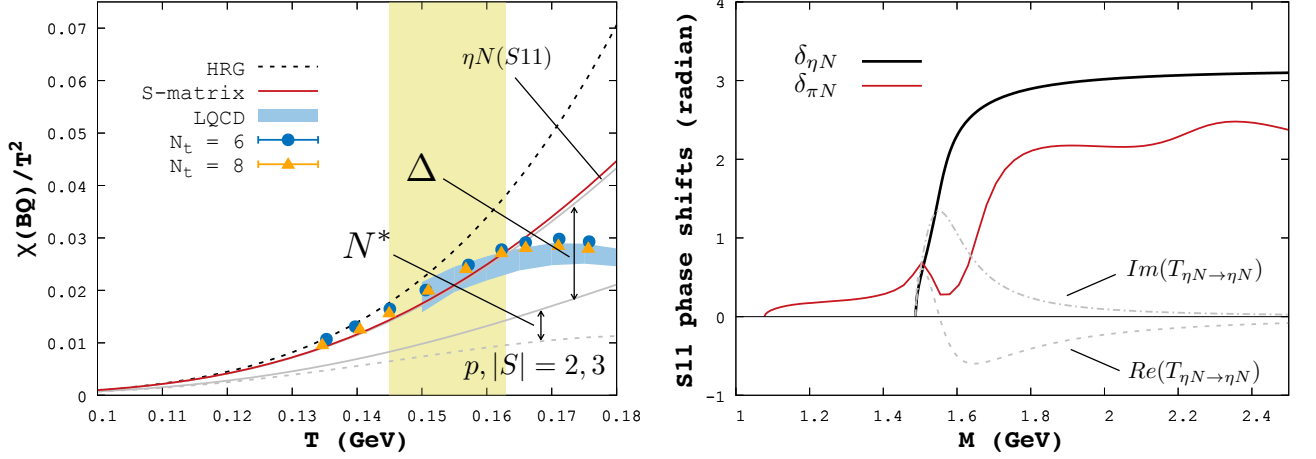 χ(BQ)/T²
0.08
0.07
0.06
0.05
0.04
0.03
0.02
0.01
0
HRG
S-matrix
LQCD
N_t = 6
N_t = 8
ηN(S11)
Δ
N*
p, |S| = 2, 3
0.1 0.11 0.12 0.13 0.14 0.15 0.16 0.17 0.18
T (GeV)
S11 phase shifts (radian)
4
3
2
1
0
-1
δ_ηN
δ_πN
Im(T_ηN→ηN)
Re(T_ηN→ηN)
1 1.2 1.4 1.6 1.8 2 2.2 2.4
M (GeV)